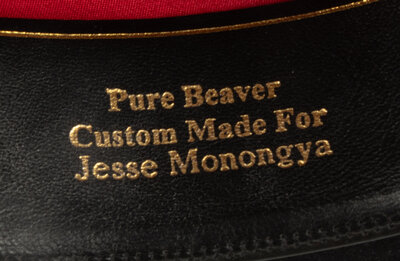 Pure Beaver
Custom Made For
Jesse Monongya